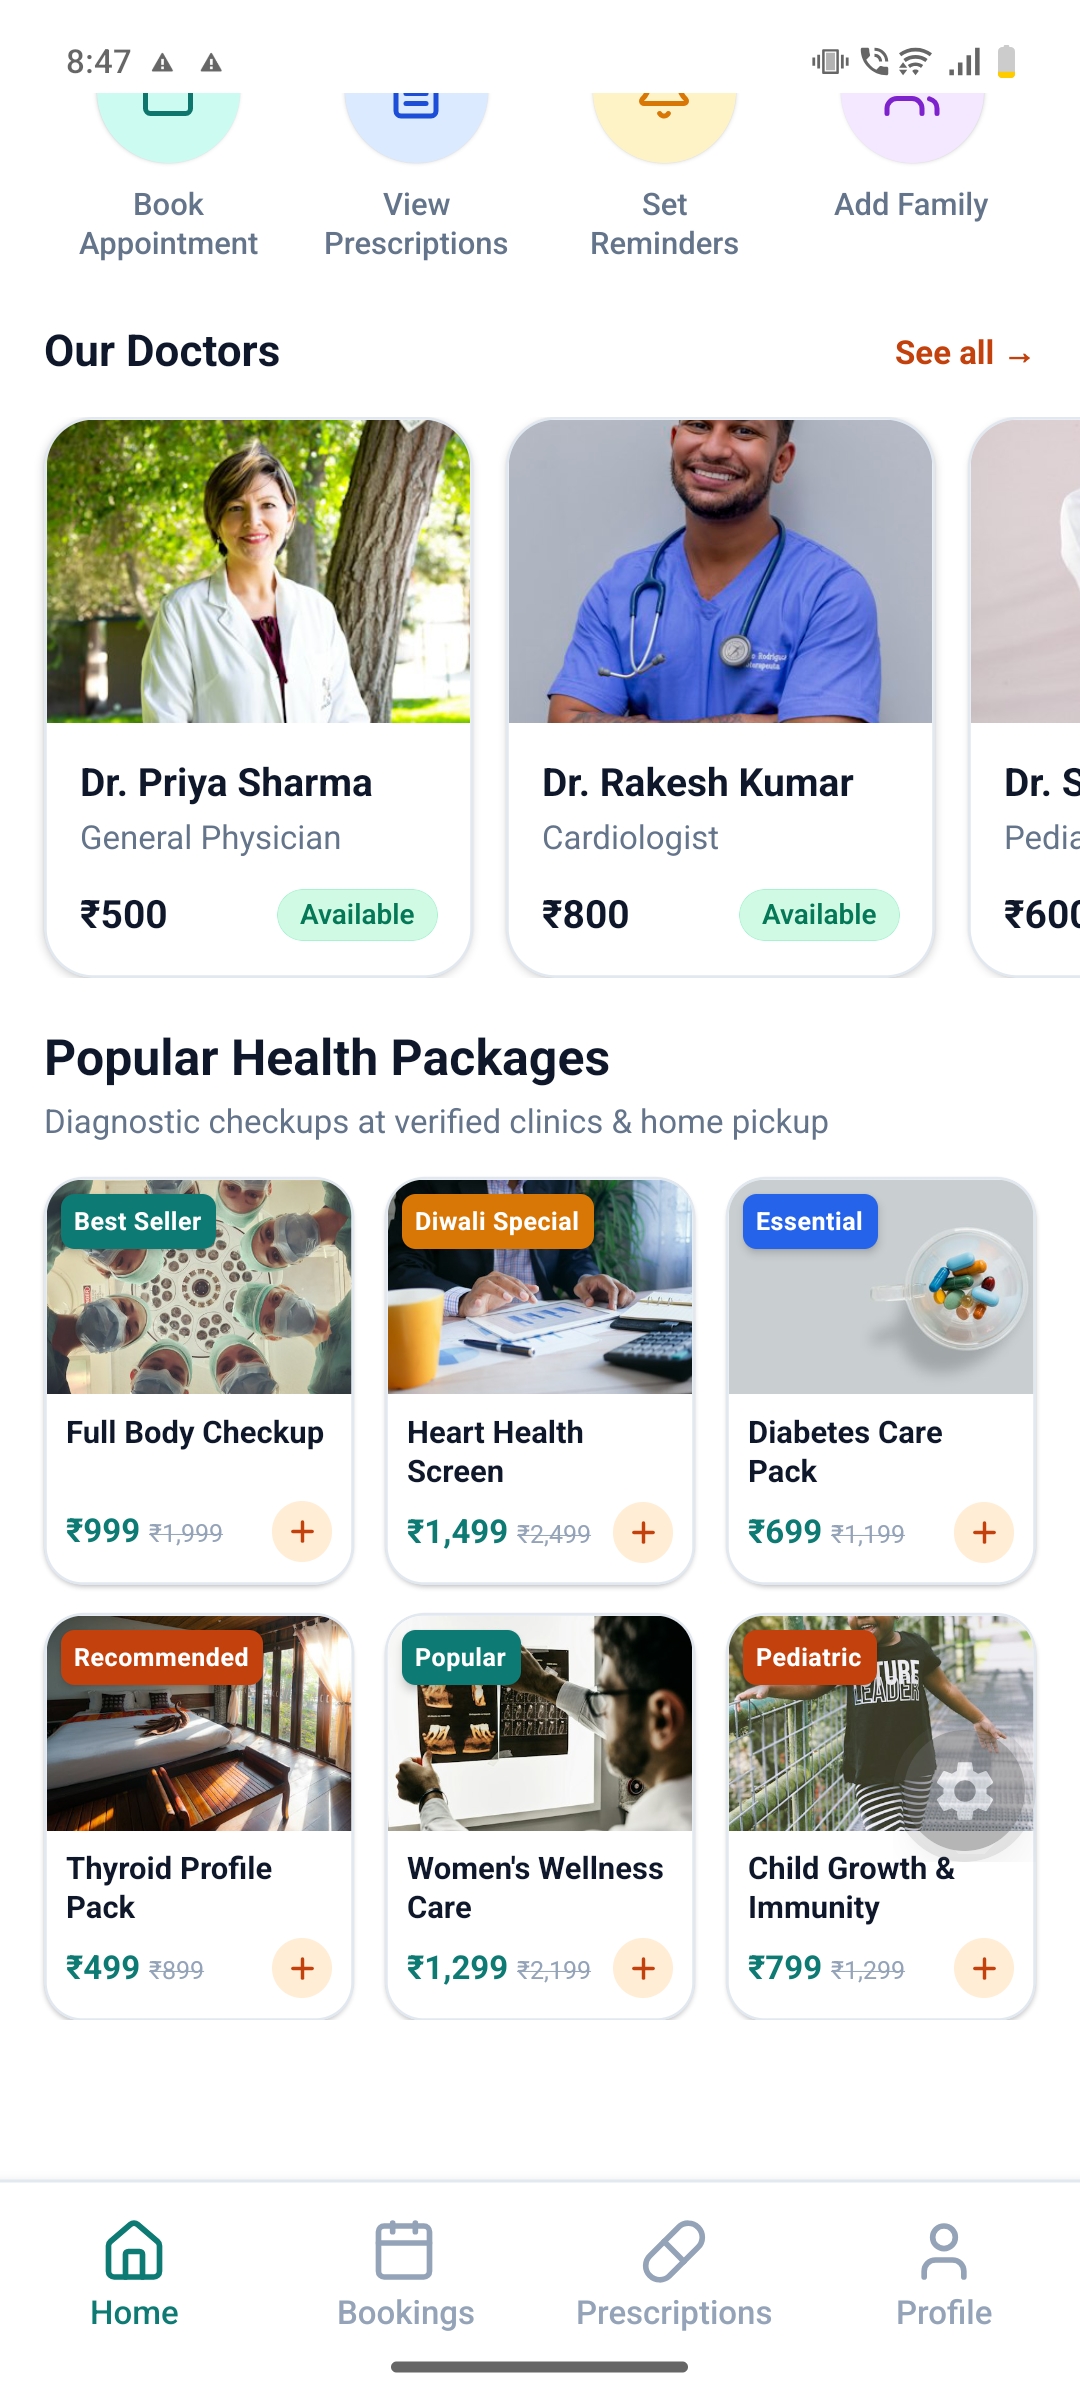 8:47
Book Appointment
View Prescriptions
Set Reminders
Add Family
Our Doctors
See all →
Dr. Priya Sharma
General Physician
₹500
Available
Dr. Rakesh Kumar
Cardiologist
₹800
Available
Dr. S
Pedia
₹600
Popular Health Packages
Diagnostic checkups at verified clinics & home pickup
Best Seller
Full Body Checkup
₹999 ₹1,999
Diwali Special
Heart Health
Screen
₹1,499 ₹2,499
Essential
Diabetes Care
Pack
₹699 ₹1,199
Recommended
Thyroid Profile
Pack
₹499 ₹899
Popular
Women's Wellness
Care
₹1,299 ₹2,199
Pediatric
LEADER
Child Growth &
Immunity
₹799 ₹1,299
Home
Bookings
Prescriptions
Profile